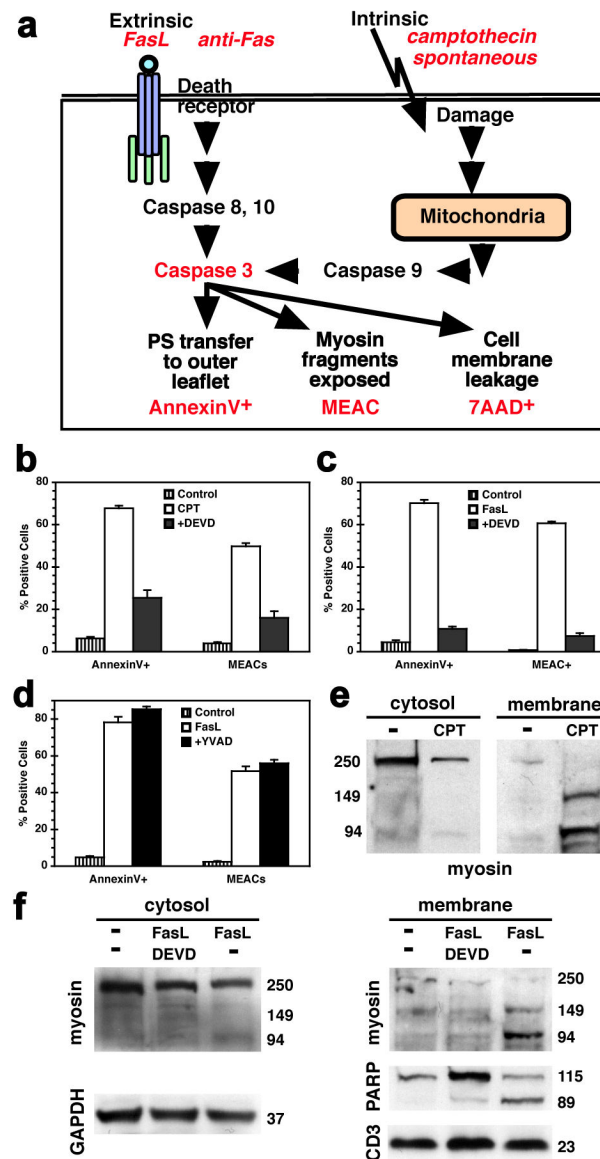 a
Extrinsic
FasL anti-Fas
Intrinsic
camptothecin
spontaneous
Death
receptor
Damage
Caspase 8, 10
Mitochondria
Caspase 3
Caspase 9
PS transfer
to outer
leaflet
Myosin
fragments
exposed
Cell
membrane
leakage
AnnexinV+
MEAC
7AAD+
b
% Positive Cells
80
60
40
20
0
Control
CPT
+DEVD
AnnexinV+
MEACs
c
% Positive Cells
80
60
40
20
0
Control
FasL
+DEVD
AnnexinV+
MEAC+
d
% Positive Cells
80
60
40
20
0
Control
FasL
+YVAD
AnnexinV+
MEACs
e
cytosol
membrane
- CPT
- CPT
250
149
94
myosin
f
cytosol
- FasL FasL
- DEVD -
myosin
250
149
94
GAPDH
37
membrane
- FasL FasL
- DEVD -
myosin
250
149
94
PARP
115
89
CD3
23